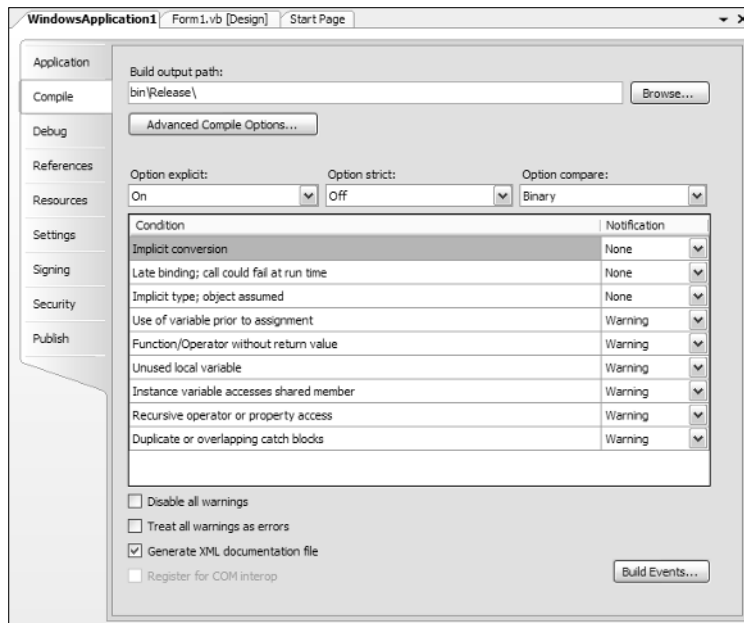 WindowsApplication1 Form1.vb [Design] Start Page
Application
Compile
Debug
References
Resources
Settings
Signing
Security
Publish
Build output path:
bin\Release\ Browse...
Advanced Compile Options...
Option explicit: Option strict: Option compare:
On Off Binary
Condition Notification
Implicit conversion None
Late binding; call could fail at run time None
Implicit type; object assumed None
Use of variable prior to assignment Warning
Function/Operator without return value Warning
Unused local variable Warning
Instance variable accesses shared member Warning
Recursive operator or property access Warning
Duplicate or overlapping catch blocks Warning
Disable all warnings
Treat all warnings as errors
Generate XML documentation file
Register for COM interop
Build Events...